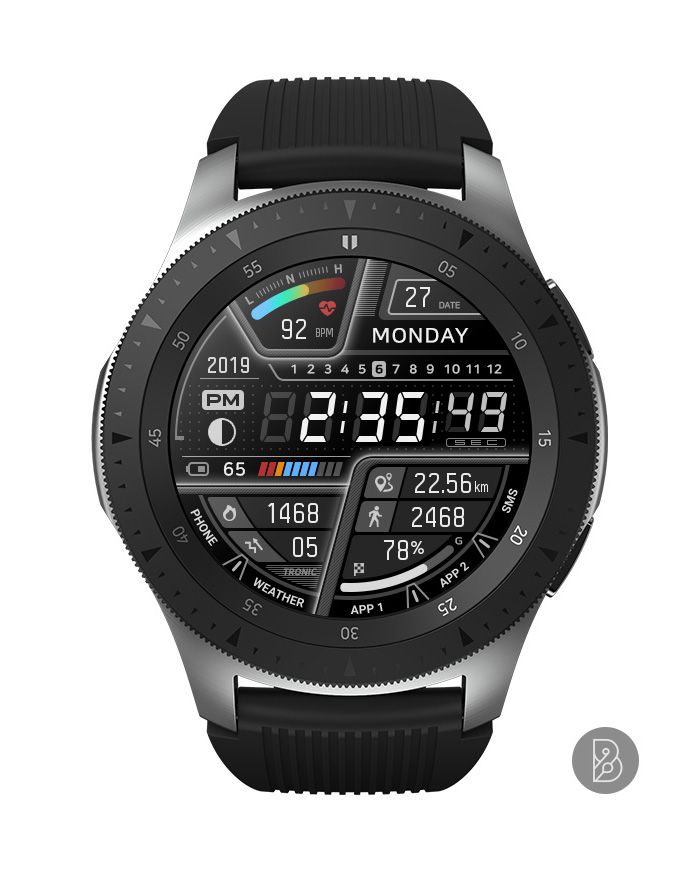 55
05
50
10
45
15
40
20
35
25
30
L N H
92 BPM
27 DATE
MONDAY
2019
1 2 3 4 5 6 7 8 9 10 11 12
PM
2:35 49
SEC
65
22.56 km
1468
2468
05
78%
G
TRONIC
PHONE
WEATHER
APP 1
APP 2
SMS
B